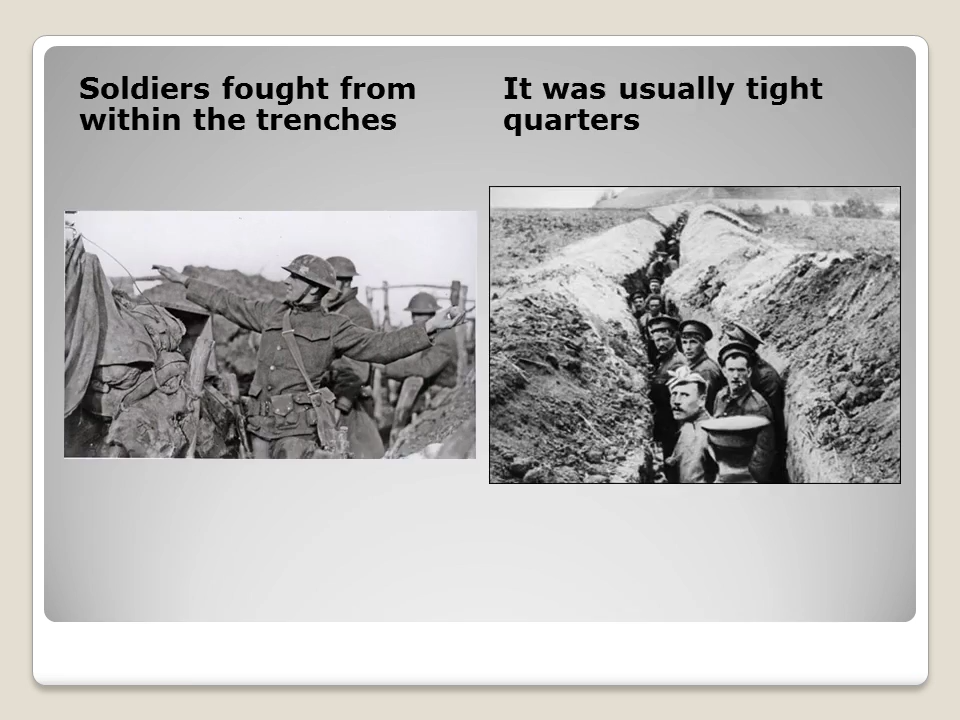 Soldiers fought from
within the trenches
It was usually tight
quarters